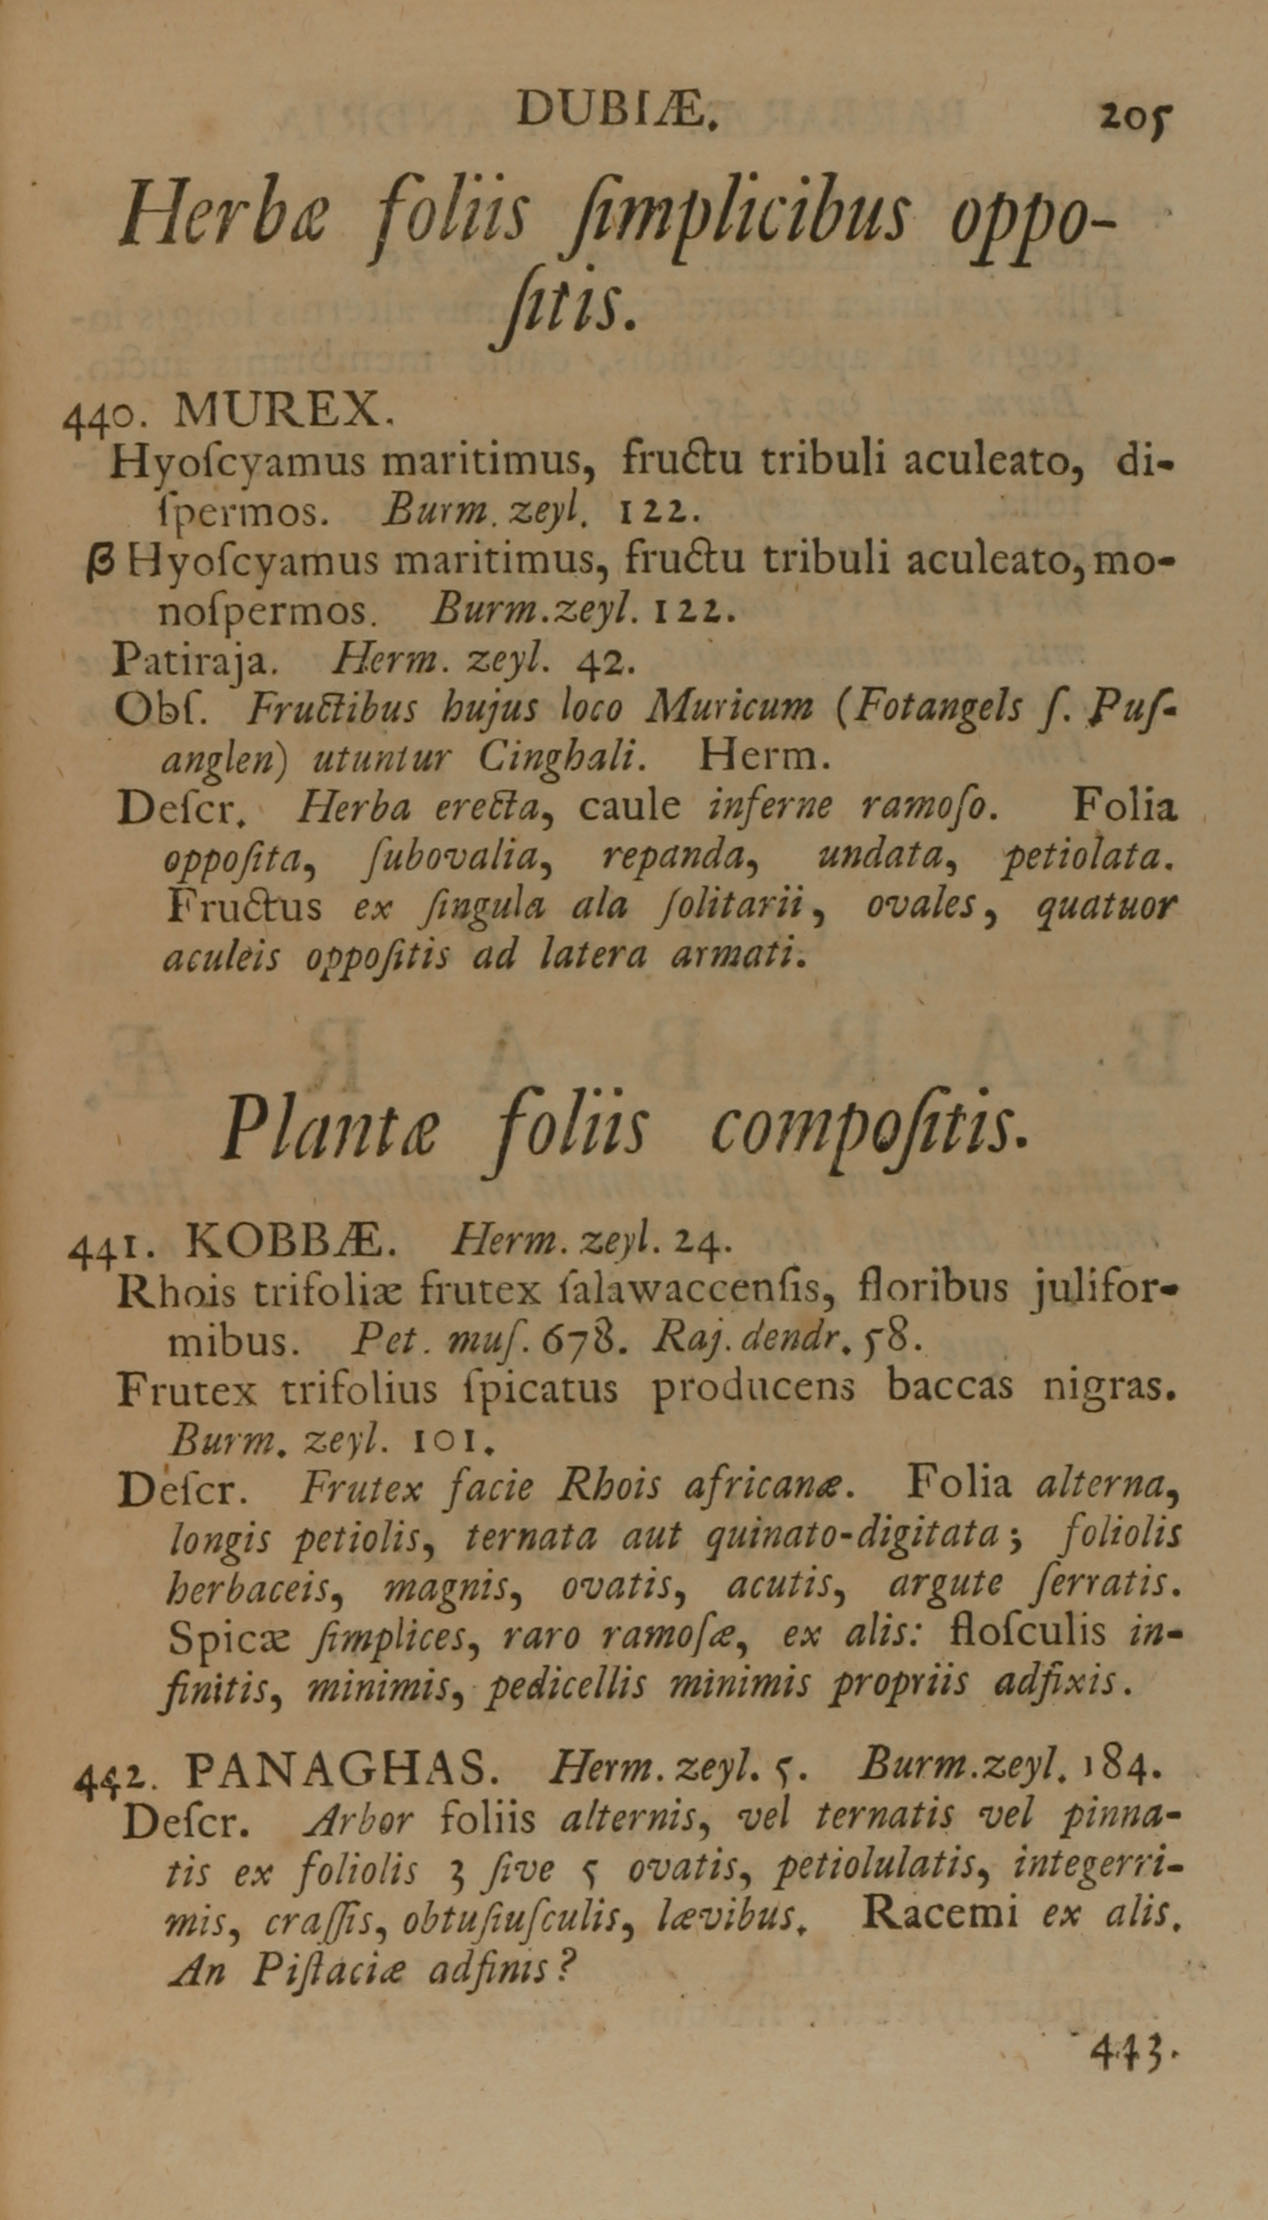 DUBIÆ. 205
Herbæ foliis ſimplicibus oppo-
ſitis.
440. MUREX.
Hyoſcyamus maritimus, fructu tribuli aculeato, di-
ſpermos. Burm. zeyl. 122.
β Hyoſcyamus maritimus, fructu tribuli aculeato, mo-
noſpermos. Burm. zeyl. 122.
Patiraja. Herm. zeyl. 42.
Obſ. Fructibus hujus loco Muricum (Fotangels ſ. Puſ-
anglen) utuntur Cinghali. Herm.
Deſcr. Herba erecta, caule inferne ramoſo. Folia
oppoſita, ſubovalia, repanda, undata, petiolata.
Fructus ex ſingula ala ſolitarii, ovales, quatuor
aculeis oppoſitis ad latera armati.
Plantæ foliis compoſitis.
441. KOBBÆ. Herm. zeyl. 24.
Rhois trifoliæ frutex ſalawaccenſis, floribus julifor-
mibus. Pet. muſ. 678. Raj. dendr. 58.
Frutex trifolius ſpicatus producens baccas nigras.
Burm. zeyl. 101.
Deſcr. Frutex facie Rhois africanæ. Folia alterna,
longis petiolis, ternata aut quinato-digitata; foliolis
herbaceis, magnis, ovatis, acutis, argute ſerratis.
Spicæ ſimplices, raro ramoſæ, ex alis: floſculis in-
finitis, minimis, pedicellis minimis propriis adfixis.
442. PANAGHAS. Herm. zeyl. 5. Burm. zeyl. 184.
Deſcr. Arbor foliis alternis, vel ternatis vel pinna-
tis ex foliolis 3 ſive 5 ovatis, petiolulatis, integerri-
mis, craſſis, obtuſiuſculis, lævibus. Racemi ex alis.
An Piſtaciæ adfinis?
443.